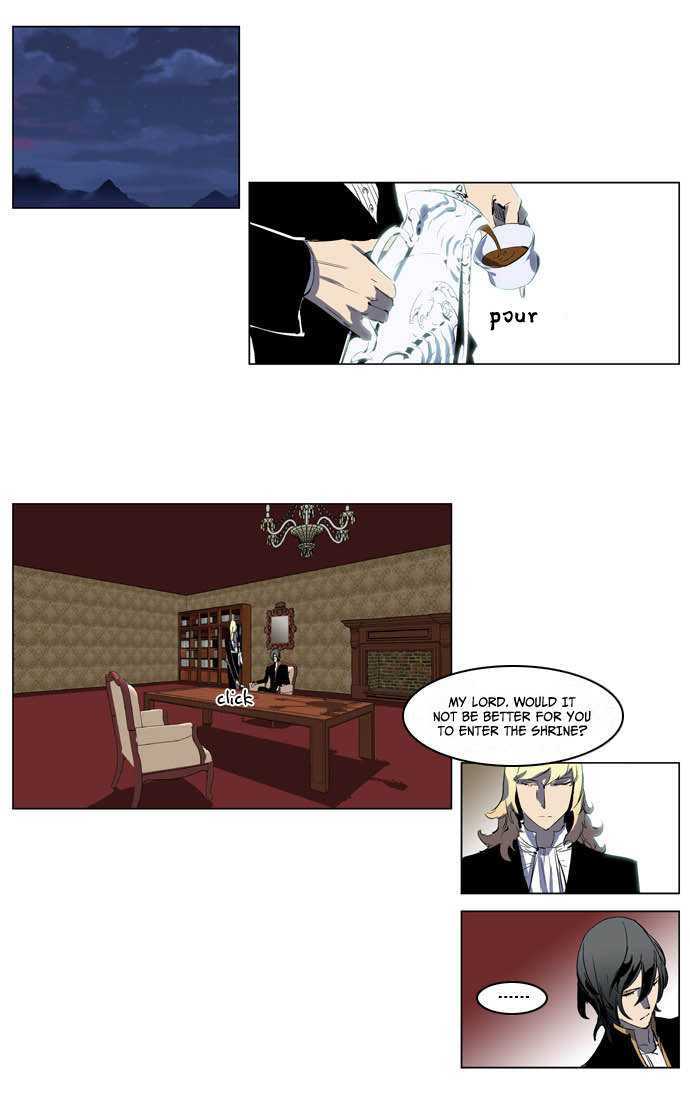 pour
click
MY LORD. WOULD IT
NOT BE BETTER FOR YOU
TO ENTER THE SHRINE?
------